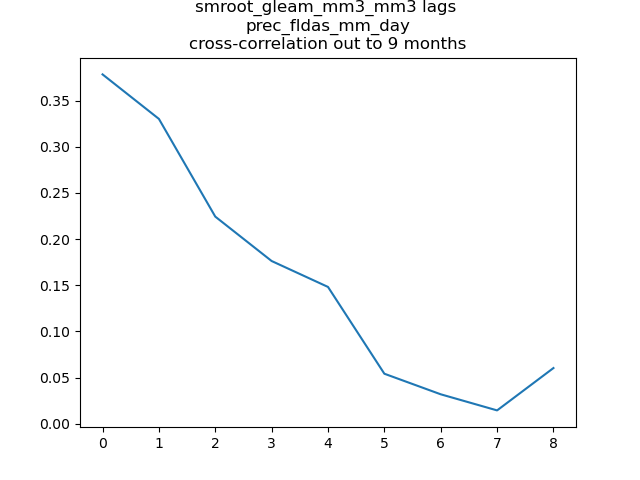 smroot_gleam_mm3_mm3 lags
prec_fldas_mm_day
cross-correlation out to 9 months
0.35
0.30
0.25
0.20
0.15
0.10
0.05
0.00
0 1 2 3 4 5 6 7 8